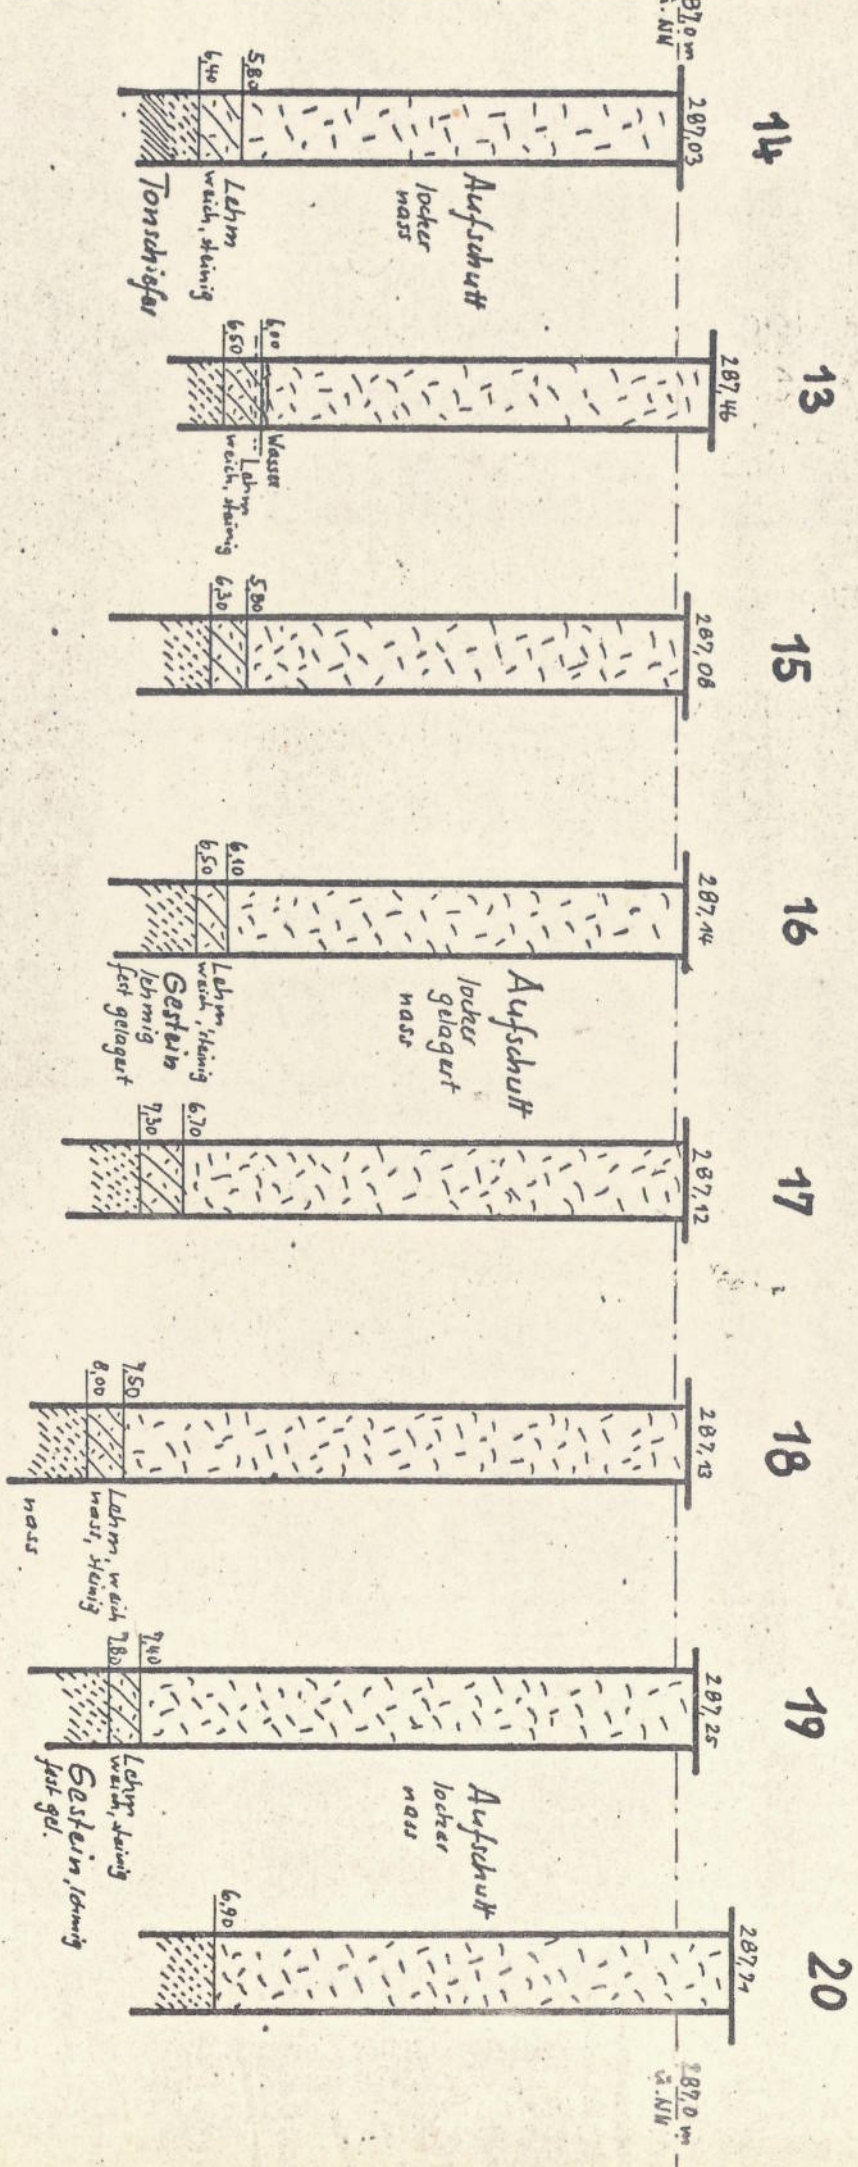 287,0 m
ü. NN
14
287,03
5,80
6,40
Aufschutt
locker
nass
Lehm
weich, steinig
Tonschiefer
13
287,46
6,00
6,50
Wasser
Lehm
weich, steinig
15
287,08
5,80
6,30
16
287,14
6,10
6,50
Aufschutt
locker
gelagert
nass
Lehm
weich, steinig
Gestein
lehmig
fest gelagert
17
287,12
6,70
7,30
18
287,13
7,50
8,00
Lehm, weich
nass, steinig
nass
19
287,25
7,40
7,80
Aufschutt
locker
nass
Lehm
weich, steinig
Gestein, lehmig
fest gel.
20
287,71
6,90
287,0 m
ü. NN